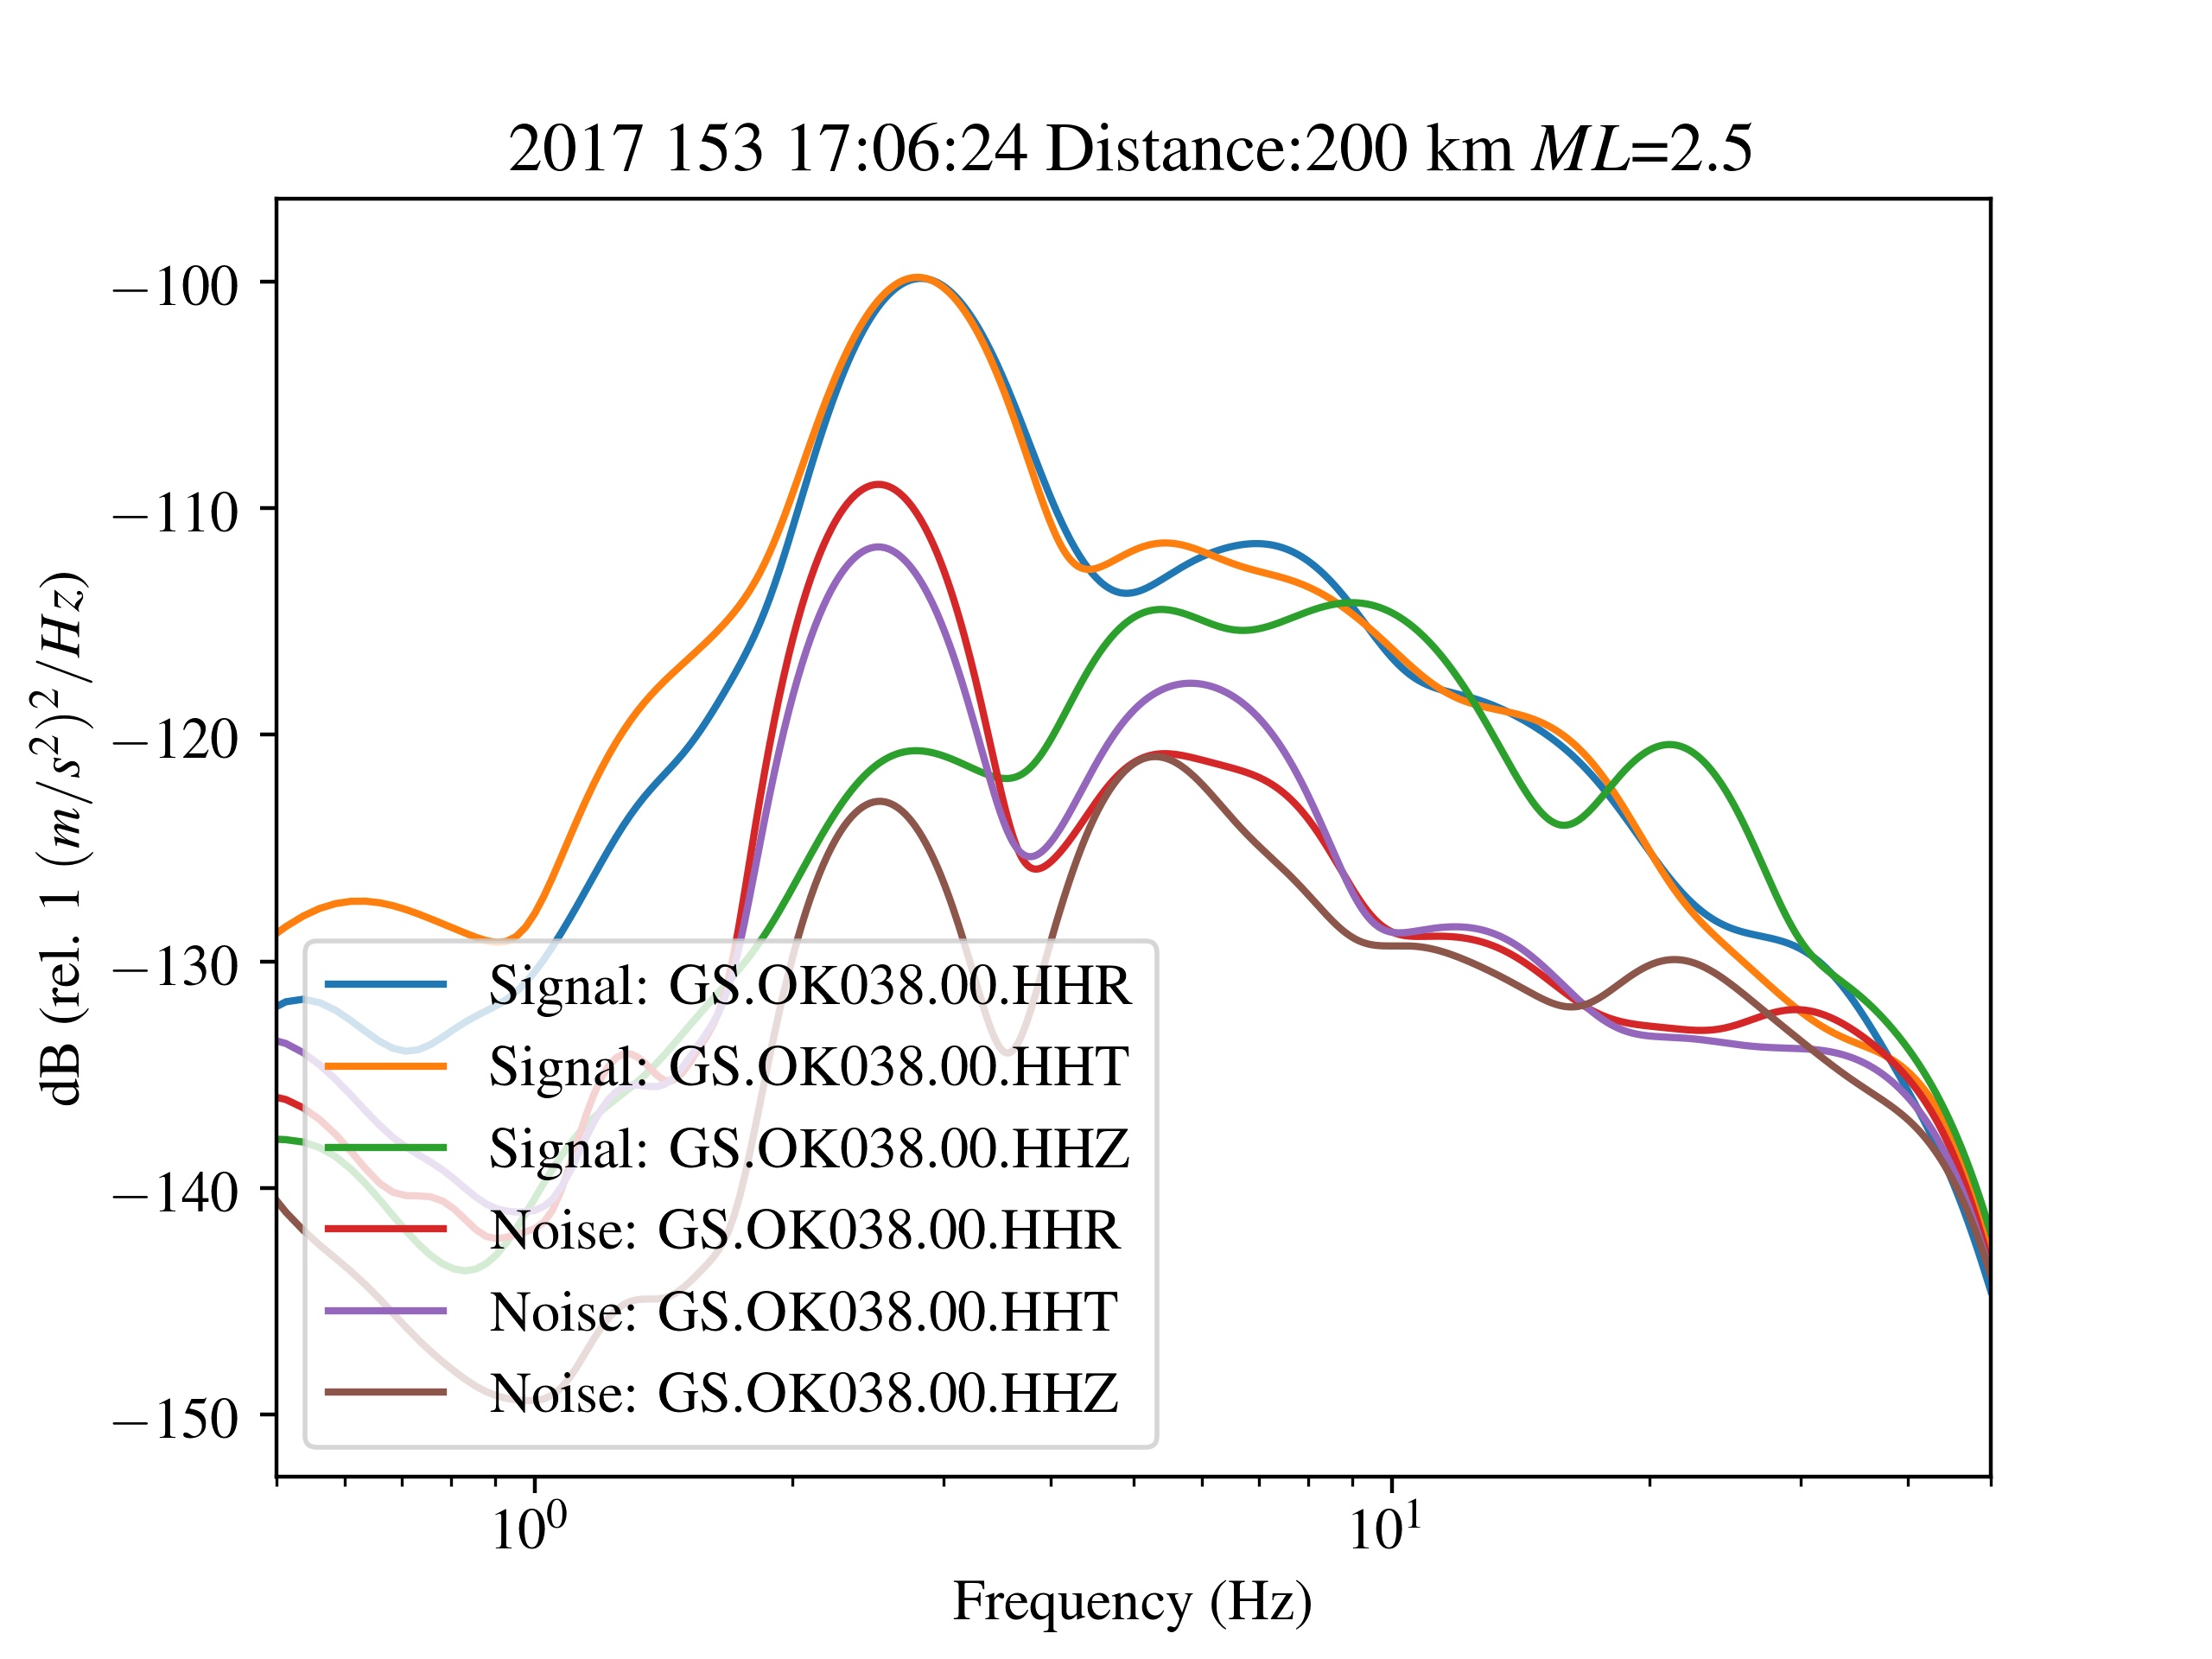 2017 153 17:06:24 Distance:200 km ML=2.5
dB (rel. 1 (m/s²)²/Hz)
−100
−110
−120
−130
−140
−150
Signal: GS.OK038.00.HHR
Signal: GS.OK038.00.HHT
Signal: GS.OK038.00.HHZ
Noise: GS.OK038.00.HHR
Noise: GS.OK038.00.HHT
Noise: GS.OK038.00.HHZ
10⁰
10¹
Frequency (Hz)